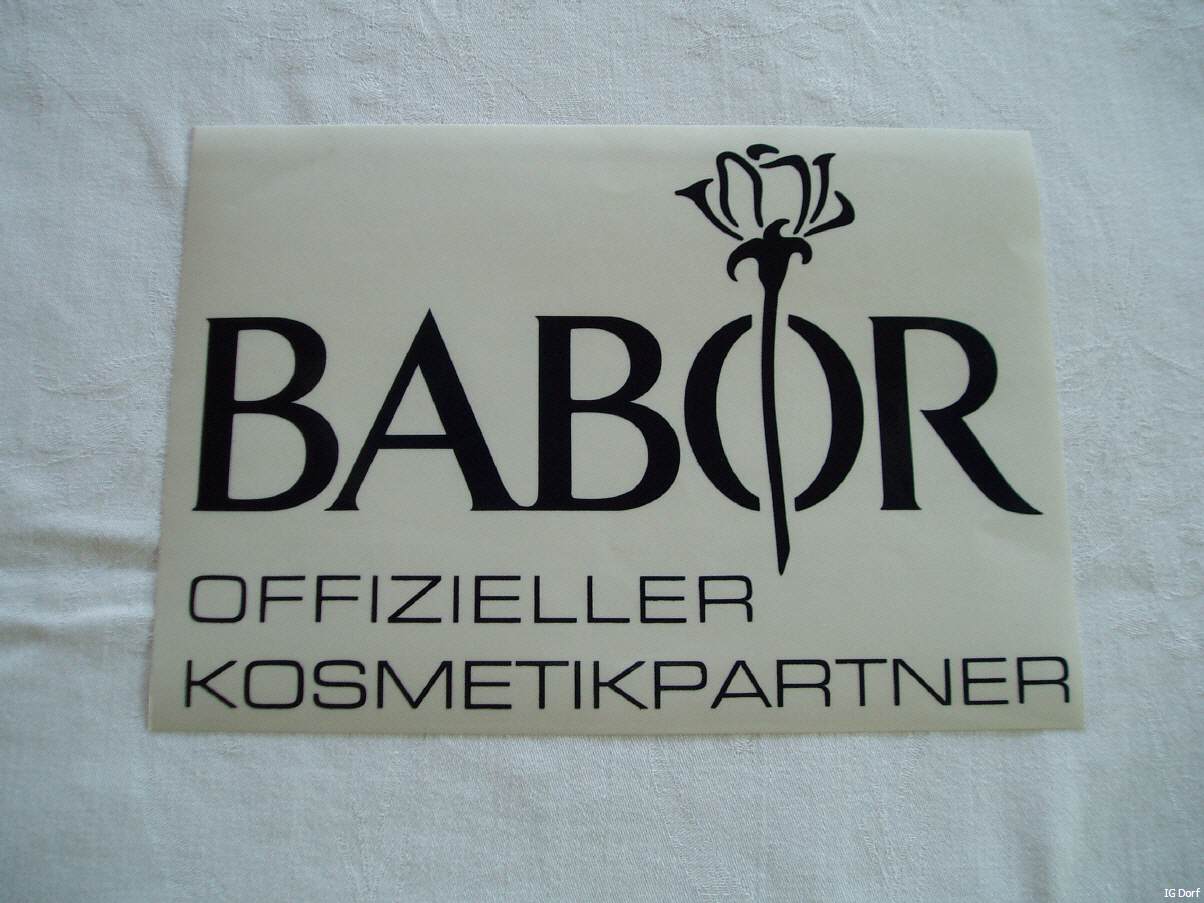 BABOR
OFFIZIELLER
KOSMETIKPARTNER
IG Dorf